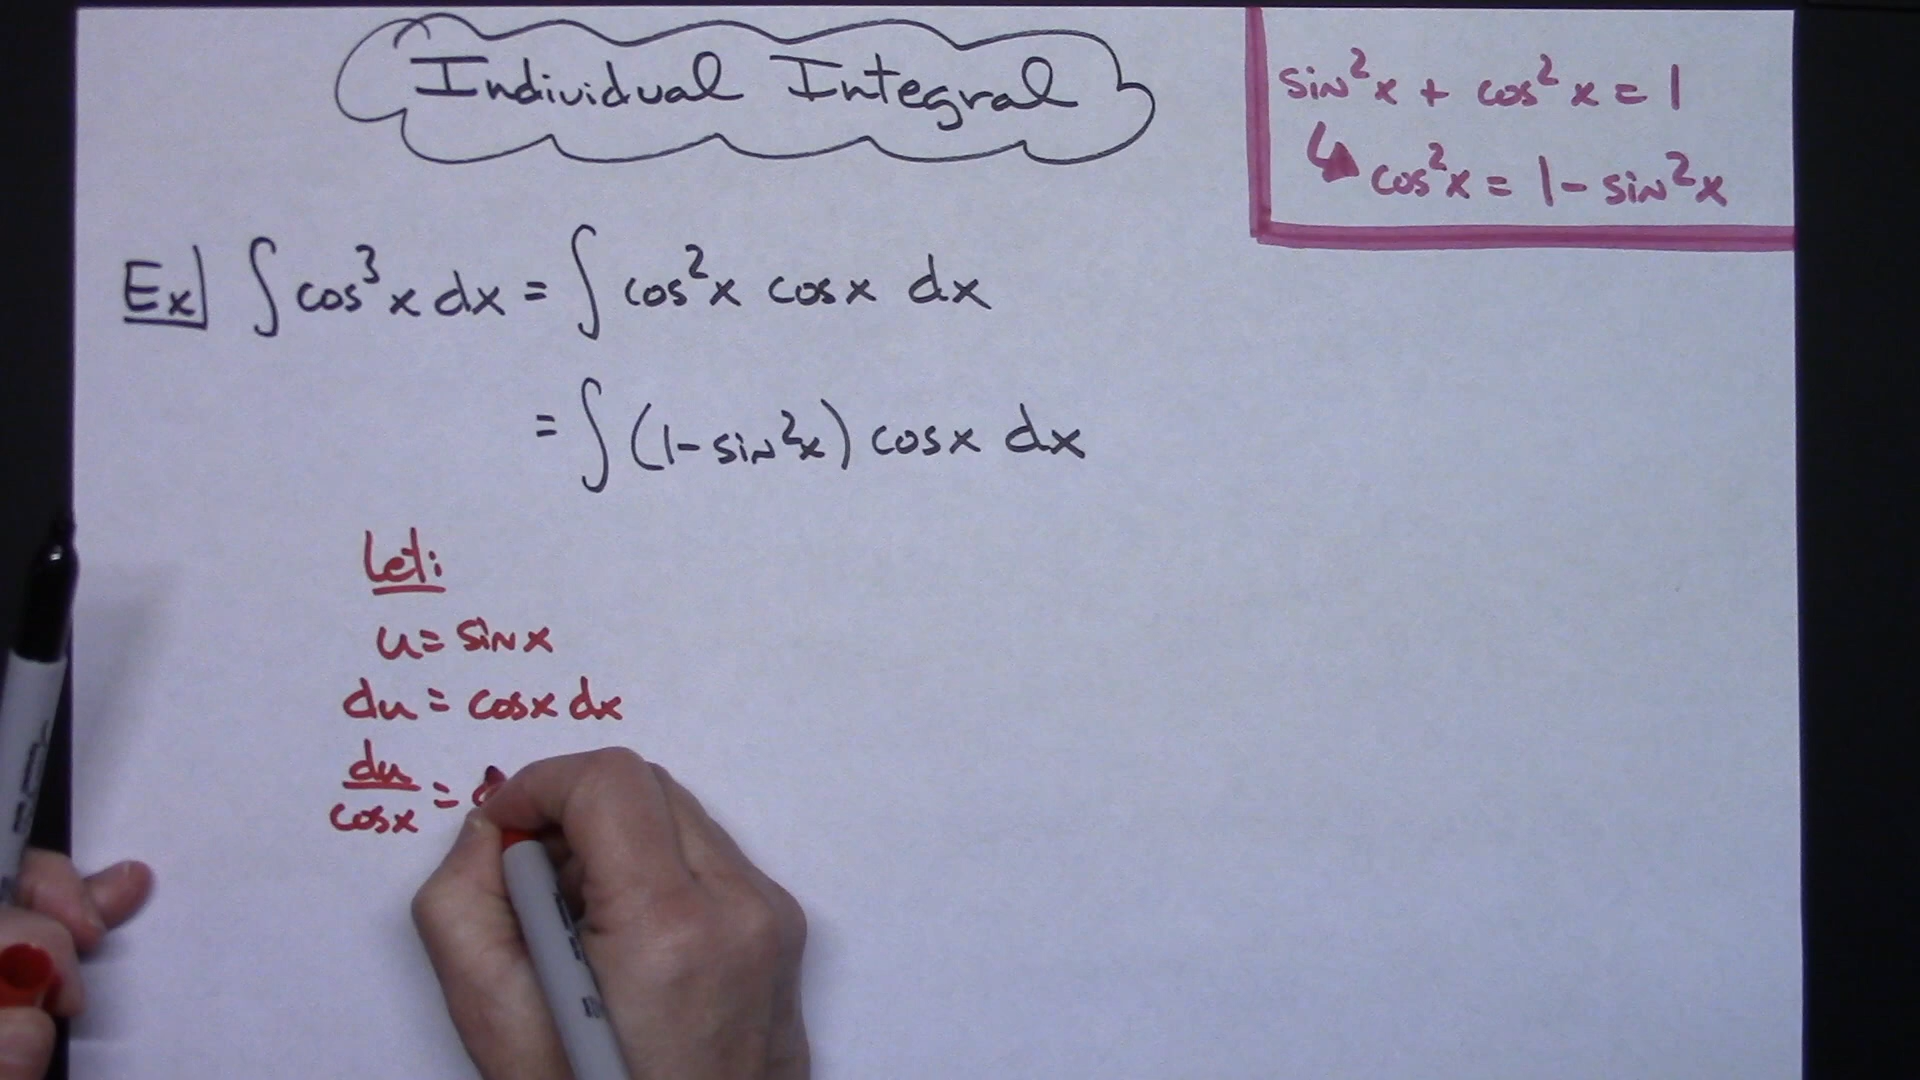 Individual Integral
sin²x + cos²x = 1
↳ cos²x = 1 - sin²x
Ex] ∫ cos³x dx = ∫ cos²x cosx dx
= ∫ (1 - sin²x) cosx dx
Let:
u = sinx
du = cosx dx
du/cosx =